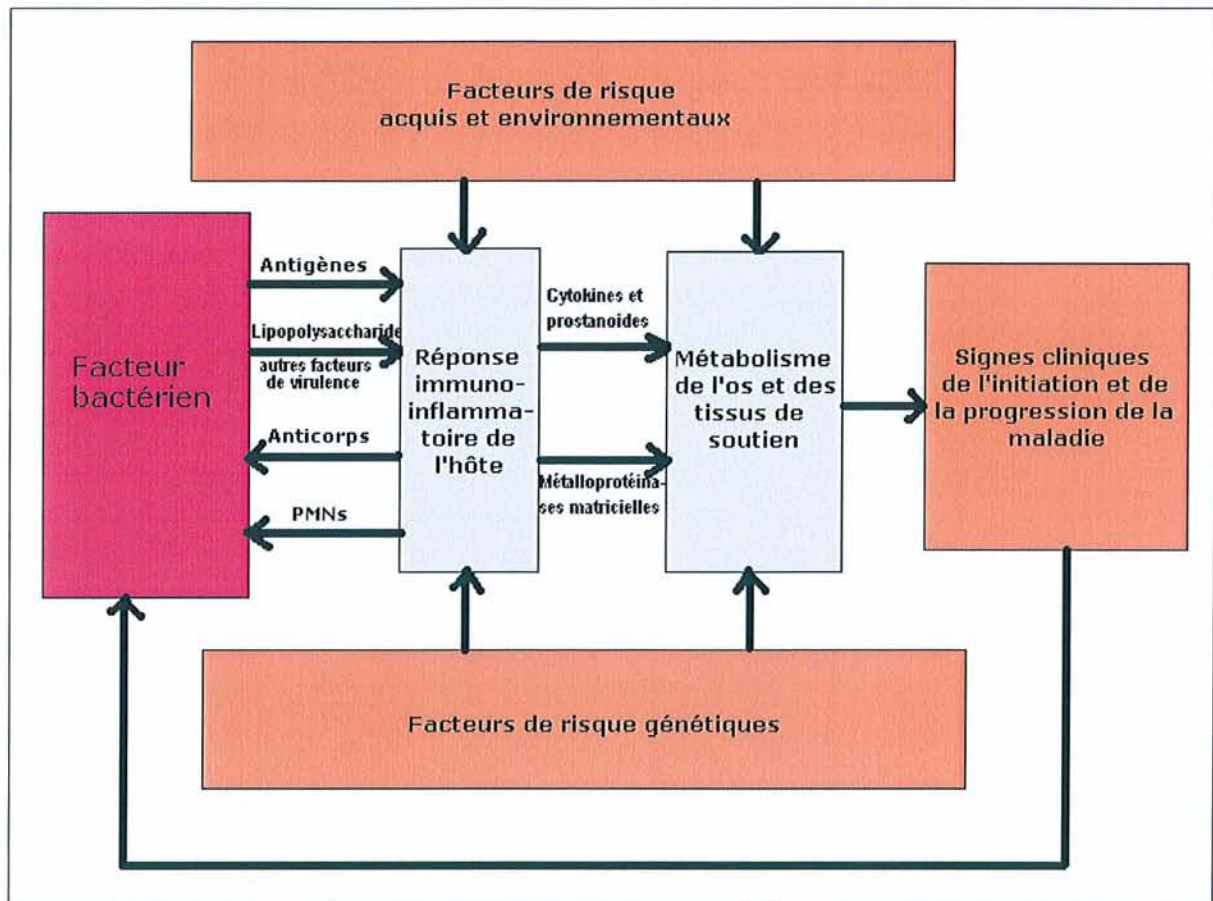 Facteurs de risque
acquis et environnementaux
Facteur
bactérien
Antigènes
Lipopolysaccharide
autres facteurs
de virulence
Anticorps
PMNs
Réponse
immuno-
inflamma-
toire de
l'hôte
Cytokines et
prostanoides
Métalloprotéina-
ses matricielles
Métabolisme
de l'os et des
tissus de
soutien
Signes cliniques
de l'initiation et de
la progression de la
maladie
Facteurs de risque génétiques